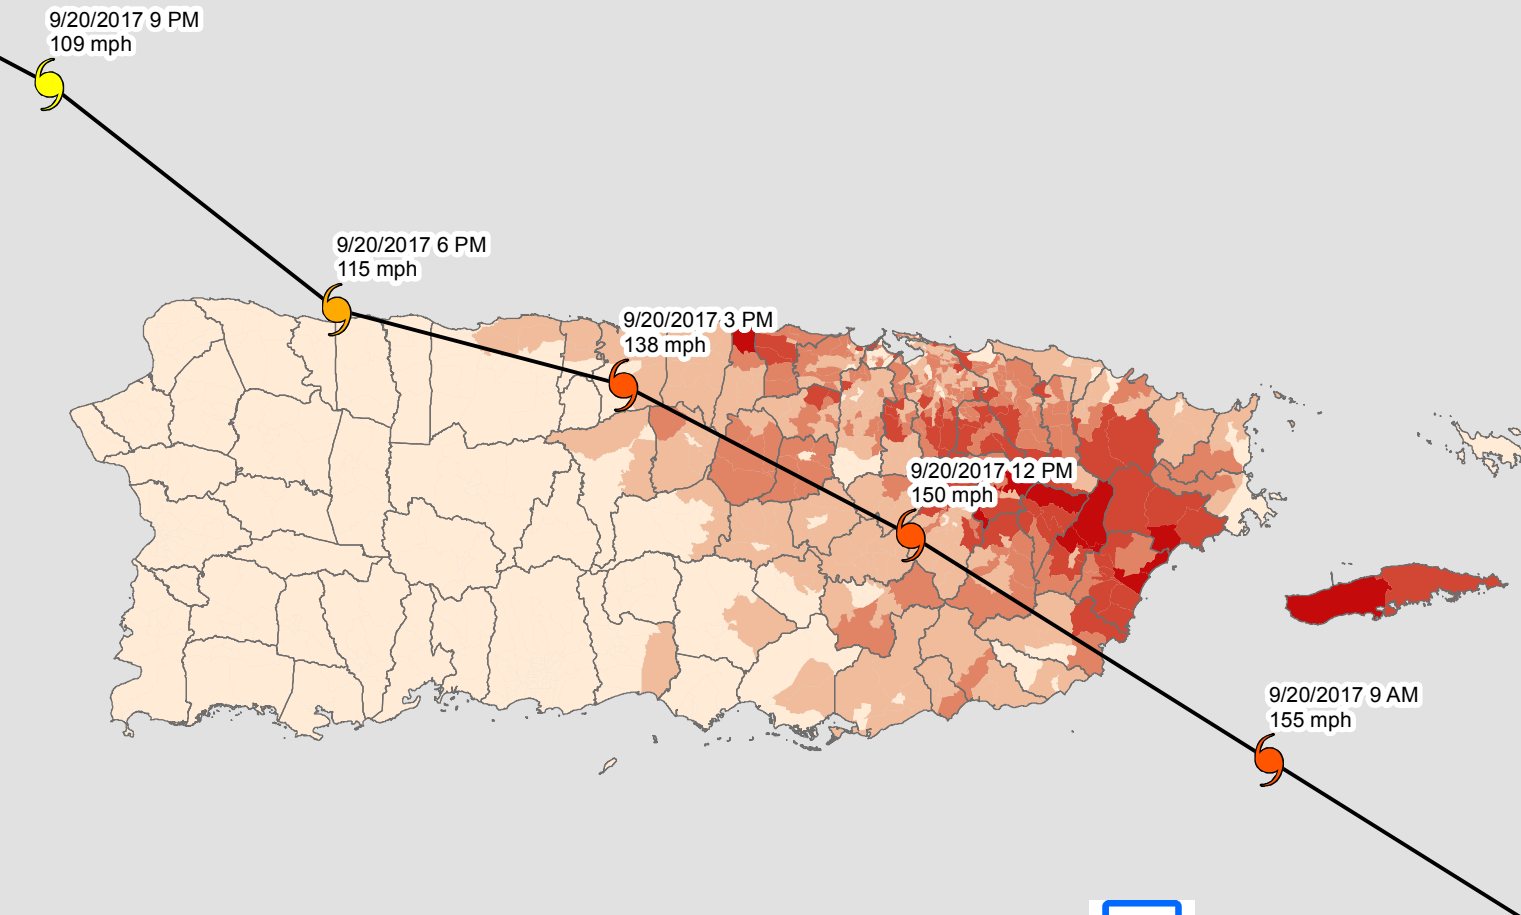 9/20/2017 9 PM
109 mph
9/20/2017 6 PM
115 mph
9/20/2017 3 PM
138 mph
9/20/2017 12 PM
150 mph
9/20/2017 9 AM
155 mph